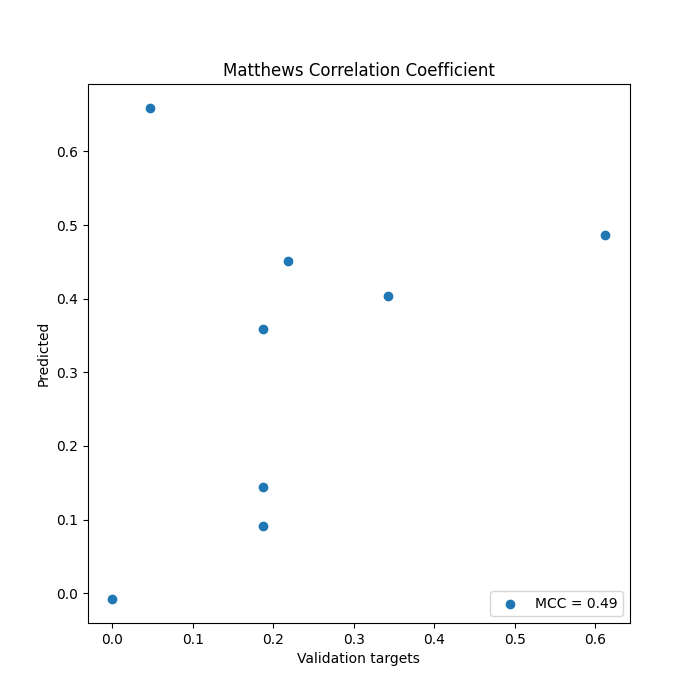 Matthews Correlation Coefficient
0.6
0.5
0.4
0.3
0.2
0.1
0.0
Predicted
MCC = 0.49
0.0 0.1 0.2 0.3 0.4 0.5 0.6
Validation targets